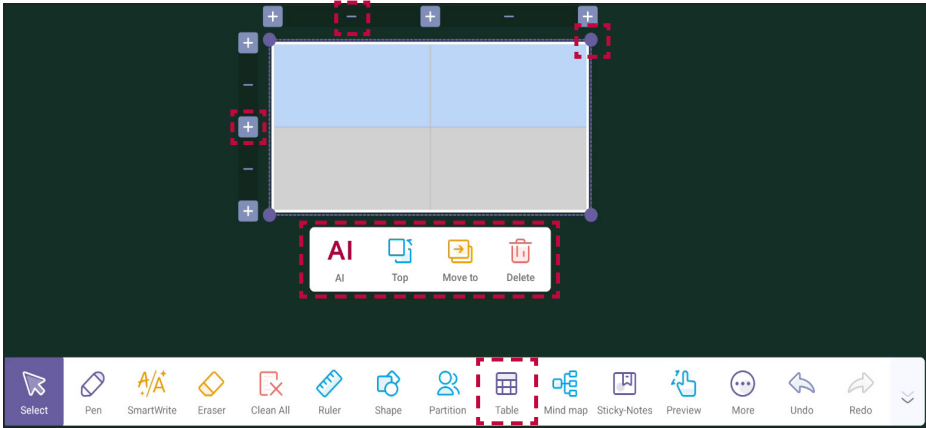 AI
AI Top Move to Delete
Select Pen SmartWrite Eraser Clean All Ruler Shape Partition Table Mind map Sticky-Notes Preview More Undo Redo